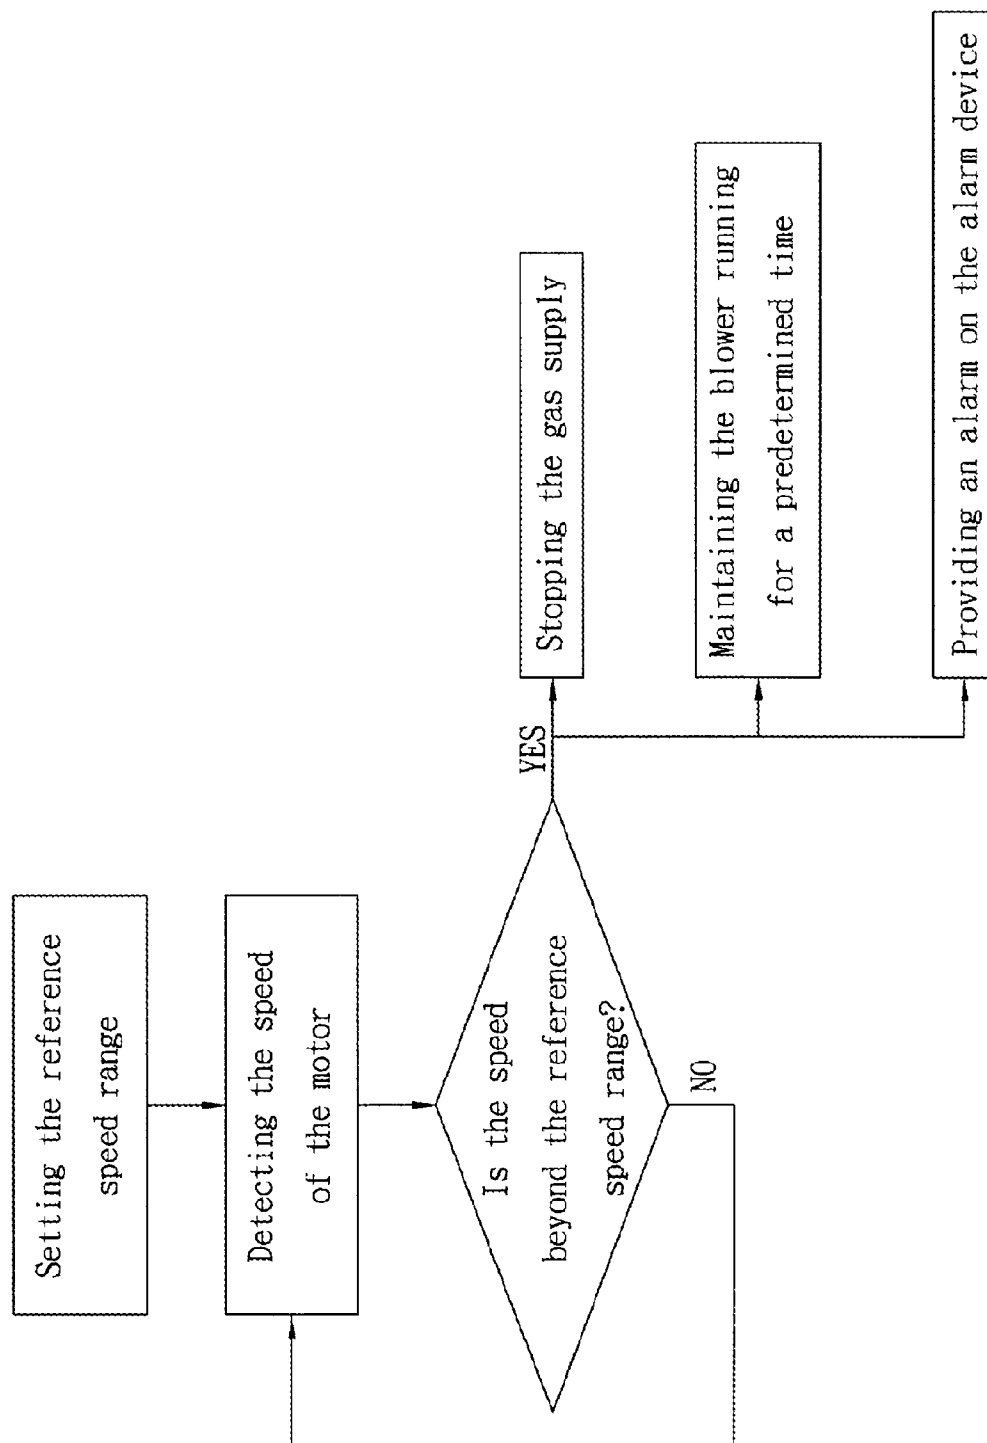 Setting the reference
speed range
Detecting the speed
of the motor
Is the speed
beyond the reference
speed range?
NO
YES
Stopping the gas supply
Maintaining the blower running
for a predetermined time
Providing an alarm on the alarm device